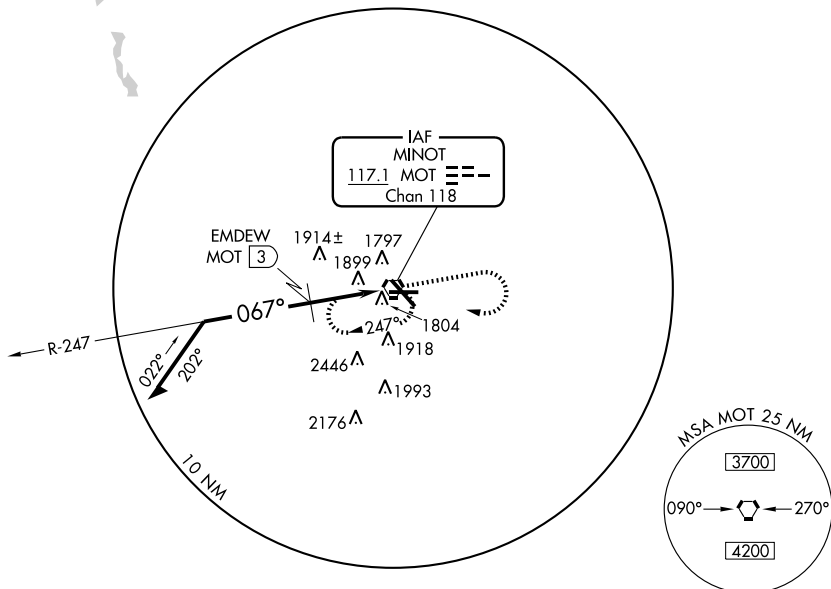 IAF
MINOT
117.1 MOT
Chan 118
EMDEW
MOT 3
1914±
1797
1899
067°
247°
1804
R-247
1918
022°
202°
2446
1993
2176
10 NM
MSA MOT 25 NM
3700
090°
270°
4200